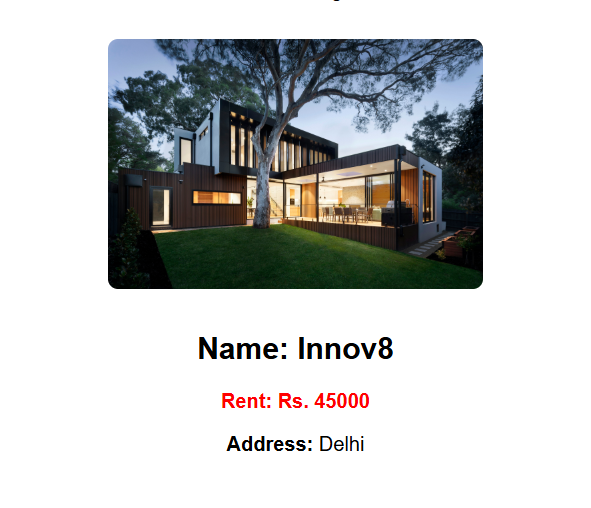 Name: Innov8
Rent: Rs. 45000
Address: Delhi